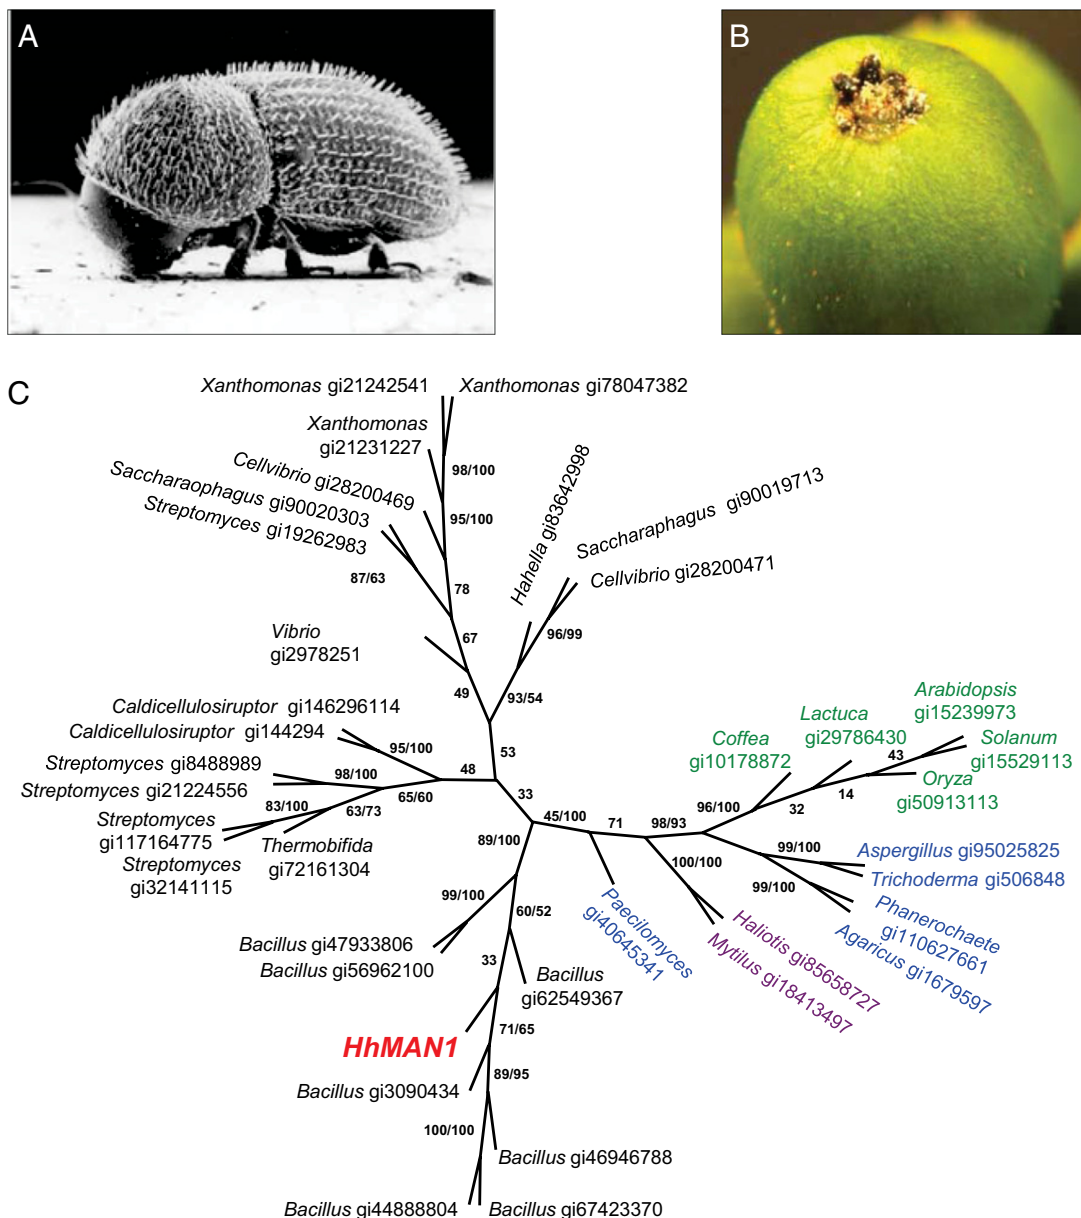 A
B
C
Xanthomonas gi21242541
Xanthomonas gi78047382
Xanthomonas
gi21231227
98/100
Cellvibrio gi28200469
Saccharaophagus gi90020303
Streptomyces gi19262983
95/100
Hahella gi83642998
Saccharaphagus gi90019713
Cellvibrio gi28200471
87/63
78
96/99
Vibrio
gi2978251
67
49
93/54
Caldicellulosiruptor gi146296114
Caldicellulosiruptor gi144294
95/100
53
Streptomyces gi8488989
98/100
48
Streptomyces gi21224556
65/60
33
83/100
63/73
Streptomyces
gi117164775
Thermobifida
gi72161304
Streptomyces
gi32141115
Arabidopsis
gi15239973
Lactuca
gi29786430
Coffea
gi10178872
43
Solanum
gi15529113
Oryza
gi50913113
14
32
96/100
45/100
71
98/93
89/100
100/100
99/100
Aspergillus gi95025825
Trichoderma gi506848
99/100
Phanerochaete
gi110627661
Agaricus gi1679597
Paecilomyces
gi40645341
Haliotis gi85658727
Mytilus gi18413497
99/100
60/52
Bacillus gi47933806
Bacillus gi56962100
33
Bacillus
gi62549367
71/65
HhMAN1
89/95
Bacillus gi3090434
100/100
Bacillus gi46946788
Bacillus gi44888804
Bacillus gi67423370